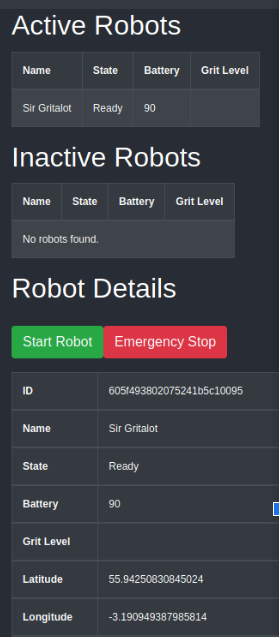 Active Robots
Name State Battery Grit Level
Sir Gritalot Ready 90
Inactive Robots
Name State Battery Grit Level
No robots found.
Robot Details
Start Robot Emergency Stop
ID 605f493802075241b5c10095
Name Sir Gritalot
State Ready
Battery 90
Grit Level
Latitude 55.94250830845024
Longitude -3.190949387985814